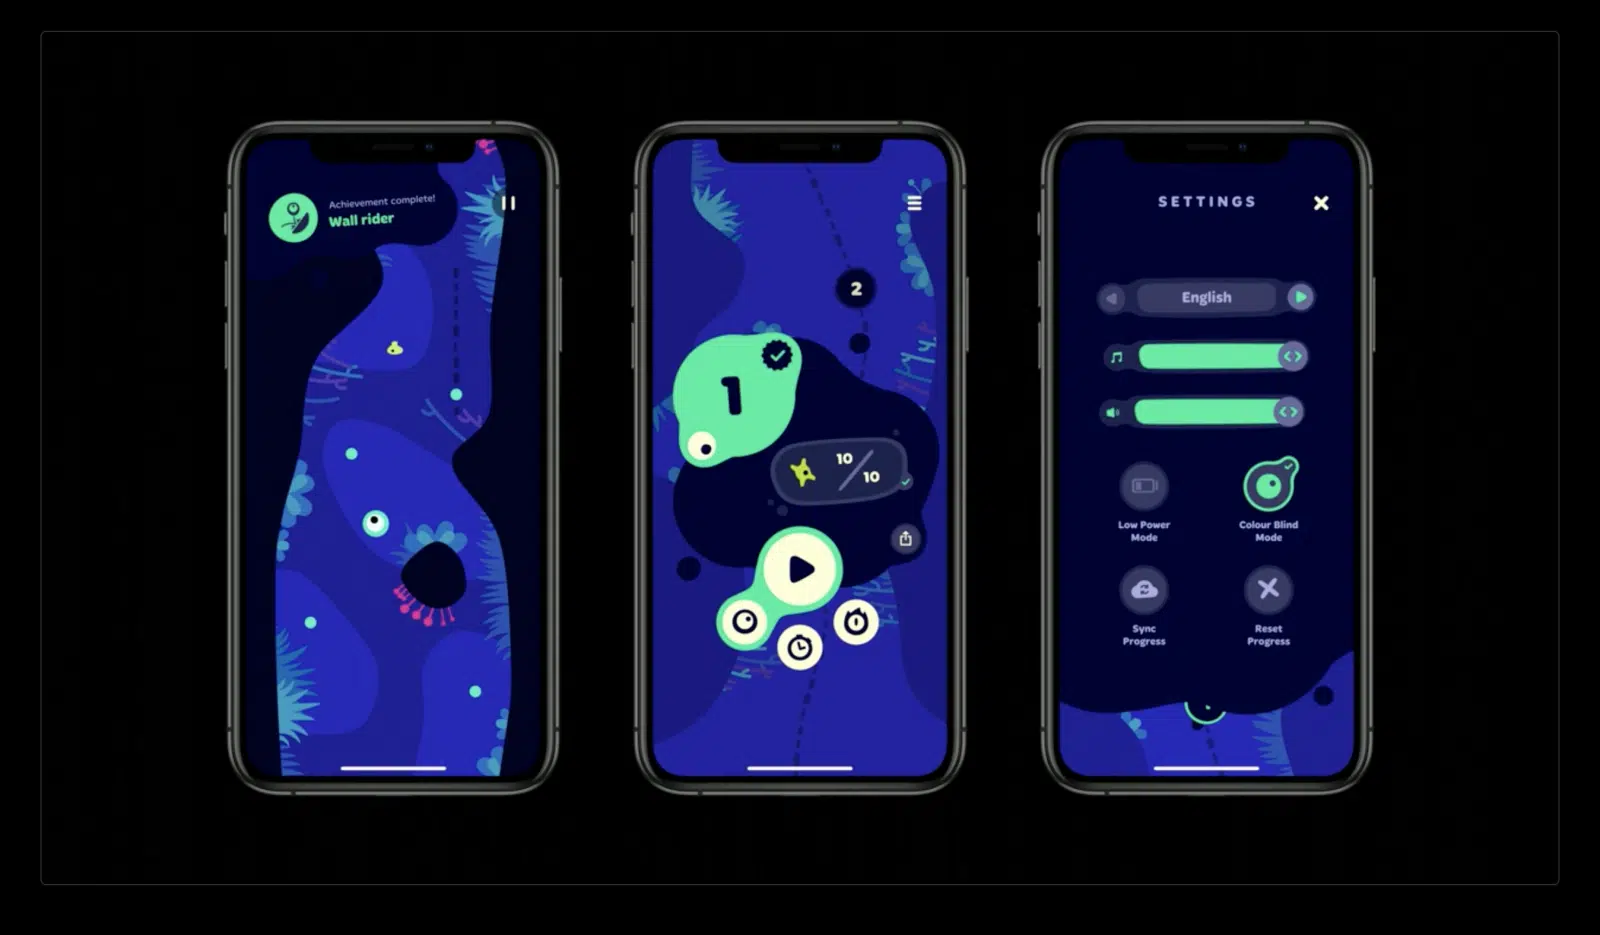 Achievement complete!
Wall rider
2
1
10
10
SETTINGS
English
Low Power
Mode
Colour Blind
Mode
Sync
Progress
Reset
Progress